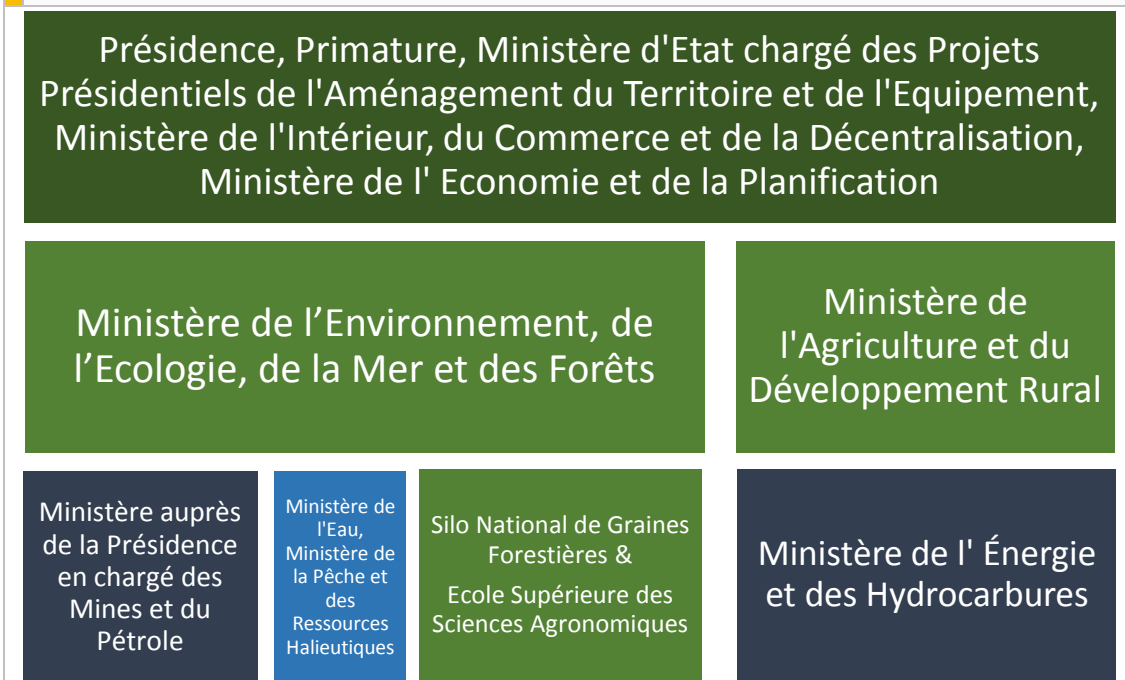 Présidence, Primature, Ministère d'Etat chargé des Projets
Présidentiels de l'Aménagement du Territoire et de l'Equipement,
Ministère de l'Intérieur, du Commerce et de la Décentralisation,
Ministère de l' Economie et de la Planification
Ministère de l’Environnement, de
l’Ecologie, de la Mer et des Forêts
Ministère de
l'Agriculture et du
Développement Rural
Ministère auprès
de la Présidence
en chargé des
Mines et du
Pétrole
Ministère de
l'Eau,
Ministère de
la Pêche et
des
Ressources
Halieutiques
Silo National de Graines
Forestières &
Ecole Supérieure des
Sciences Agronomiques
Ministère de l' Énergie
et des Hydrocarbures